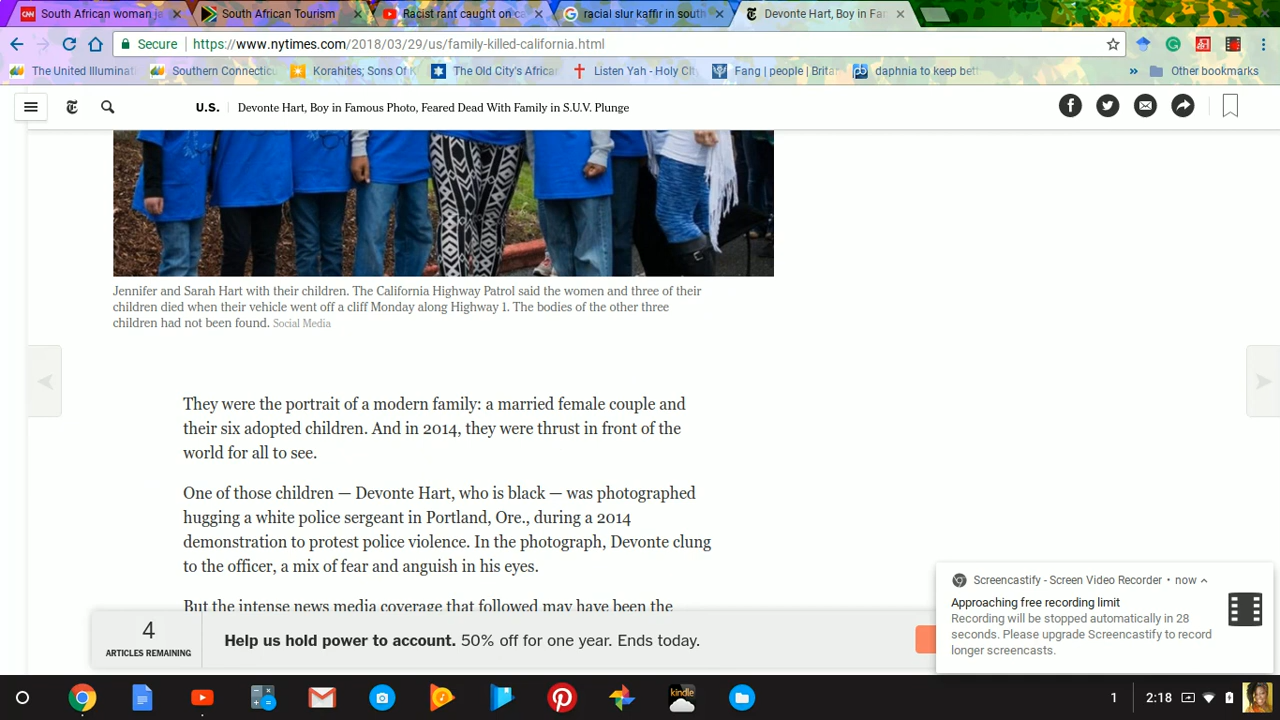 South African woman je
South African Tourism
Racist rant caught on ca
racial slur kaffir in south
Devonte Hart, Boy in Fan
Secure
https://www.nytimes.com/2018/03/29/us/family-killed-california.html
The United Illuminati
Southern Connecticu
Korahites; Sons Of K
The Old City's Africa
Listen Yah - Holy Cit
Fang | people | Brita
daphnia to keep bett
»
Other bookmarks
U.S.
Devonte Hart, Boy in Famous Photo, Feared Dead With Family in S.U.V. Plunge
Jennifer and Sarah Hart with their children. The California Highway Patrol said the women and three of their
children died when their vehicle went off a cliff Monday along Highway 1. The bodies of the other three
children had not been found. Social Media
They were the portrait of a modern family: a married female couple and
their six adopted children. And in 2014, they were thrust in front of the
world for all to see.
One of those children — Devonte Hart, who is black — was photographed
hugging a white police sergeant in Portland, Ore., during a 2014
demonstration to protest police violence. In the photograph, Devonte clung
to the officer, a mix of fear and anguish in his eyes.
But the intense news media coverage that followed may have been the
4
ARTICLES REMAINING
Help us hold power to account. 50% off for one year. Ends today.
Screencastify - Screen Video Recorder • now
Approaching free recording limit
Recording will be stopped automatically in 28
seconds. Please upgrade Screencastify to record
longer screencasts.
kindle
1
2:18